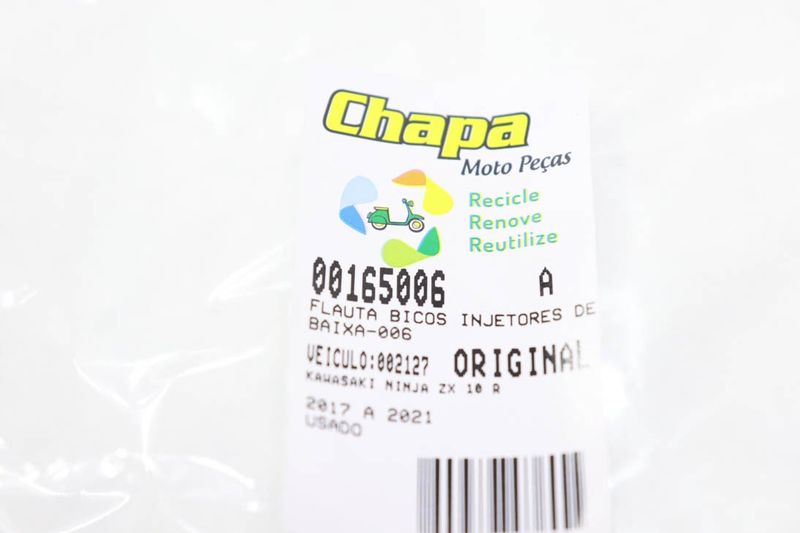 Chapa
Moto Peças
Recicle
Renove
Reutilize
00165006 A
FLAUTA BICOS INJETORES DE
BAIXA-006
VEICULO:002127 ORIGINAL
KAWASAKI NINJA ZX 10 R
2017 A 2021
USADO